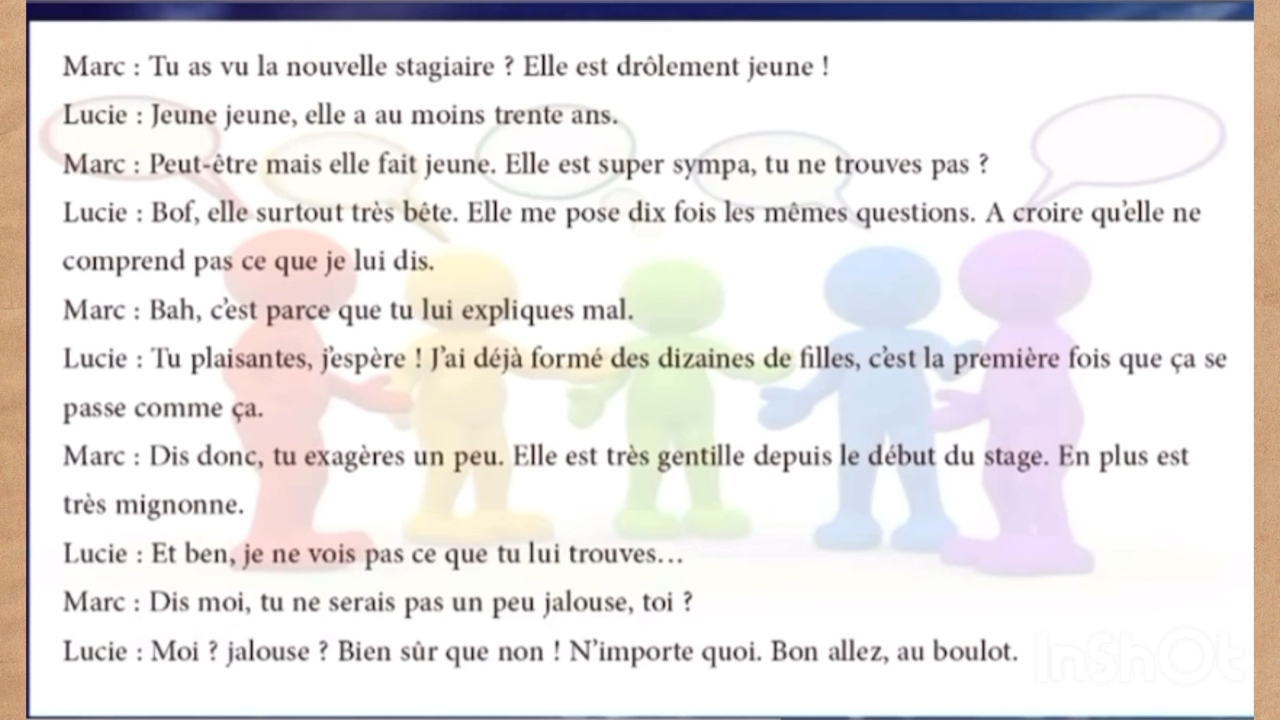 Marc : Tu as vu la nouvelle stagiaire ? Elle est drôlement jeune !
Lucie : Jeune jeune, elle a au moins trente ans.
Marc : Peut-être mais elle fait jeune. Elle est super sympa, tu ne trouves pas ?
Lucie : Bof, elle surtout très bête. Elle me pose dix fois les mêmes questions. A croire qu'elle ne
comprend pas ce que je lui dis.
Marc : Bah, c'est parce que tu lui expliques mal.
Lucie : Tu plaisantes, j'espère ! J'ai déjà formé des dizaines de filles, c'est la première fois que ça se
passe comme ça.
Marc : Dis donc, tu exagères un peu. Elle est très gentille depuis le début du stage. En plus est
très mignonne.
Lucie : Et ben, je ne vois pas ce que tu lui trouves…
Marc : Dis moi, tu ne serais pas un peu jalouse, toi ?
Lucie : Moi ? jalouse ? Bien sûr que non ! N'importe quoi. Bon allez, au boulot.
InShOt